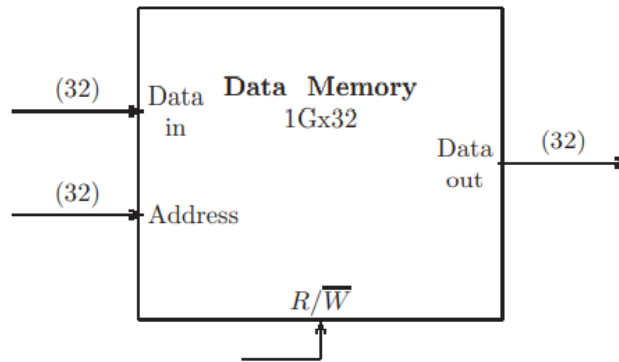 (32)
Data in
Data Memory
1Gx32
(32)
Address
Data out
(32)
R/W̅